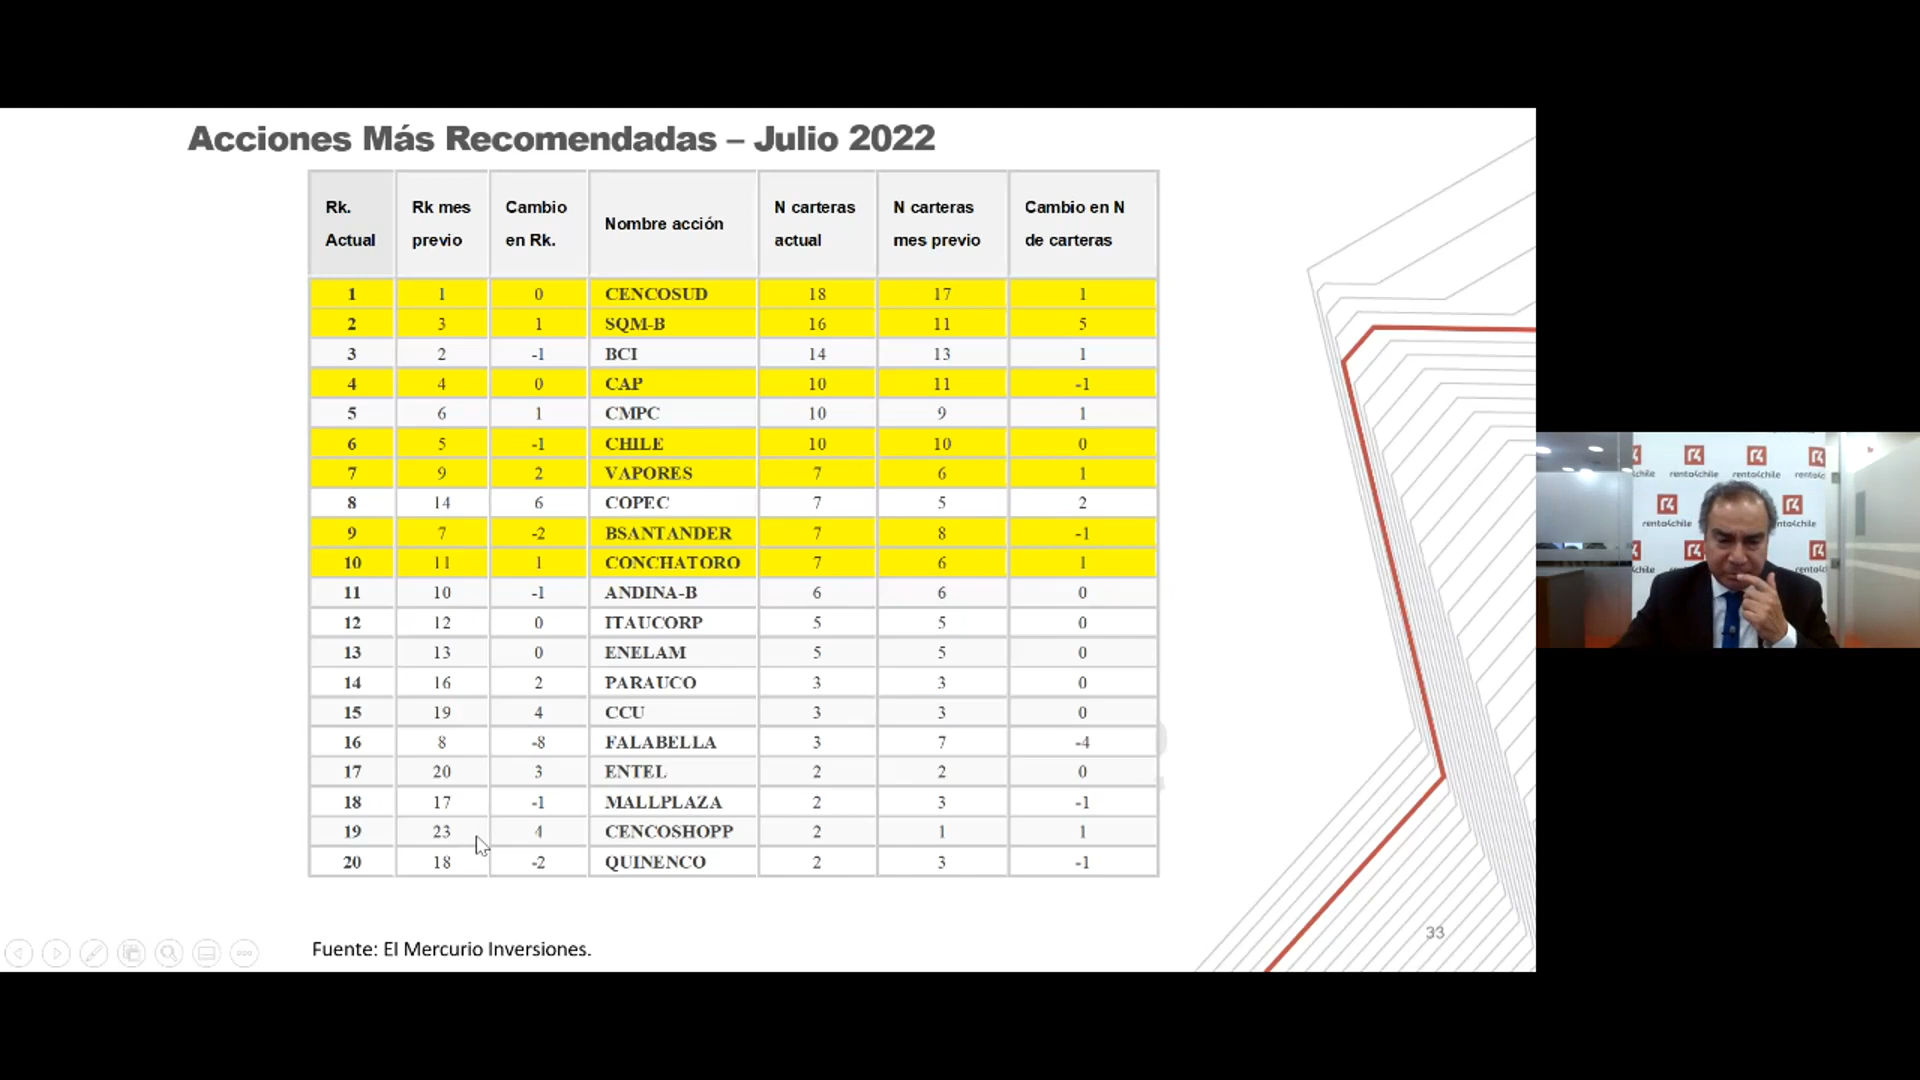 Acciones Más Recomendadas – Julio 2022
Rk. Actual Rk mes previo Cambio en Rk. Nombre acción N carteras actual N carteras mes previo Cambio en N de carteras
1 1 0 CENCOSUD 18 17 1
2 3 1 SQM-B 16 11 5
3 2 -1 BCI 14 13 1
4 4 0 CAP 10 11 -1
5 6 1 CMPC 10 9 1
6 5 -1 CHILE 10 10 0
7 9 2 VAPORES 7 6 1
8 14 6 COPEC 7 5 2
9 7 -2 BSANTANDER 7 8 -1
10 11 1 CONCHATORO 7 6 1
11 10 -1 ANDINA-B 6 6 0
12 12 0 ITAUCORP 5 5 0
13 13 0 ENELAM 5 5 0
14 16 2 PARAUCO 3 3 0
15 19 4 CCU 3 3 0
16 8 -8 FALABELLA 3 7 -4
17 20 3 ENTEL 2 2 0
18 17 -1 MALLPLAZA 2 3 -1
19 23 4 CENCOSHOPP 2 1 1
20 18 -2 QUINENCO 2 3 -1
Fuente: El Mercurio Inversiones.
33
renta4chile renta4chile
renta4chile renta4chile